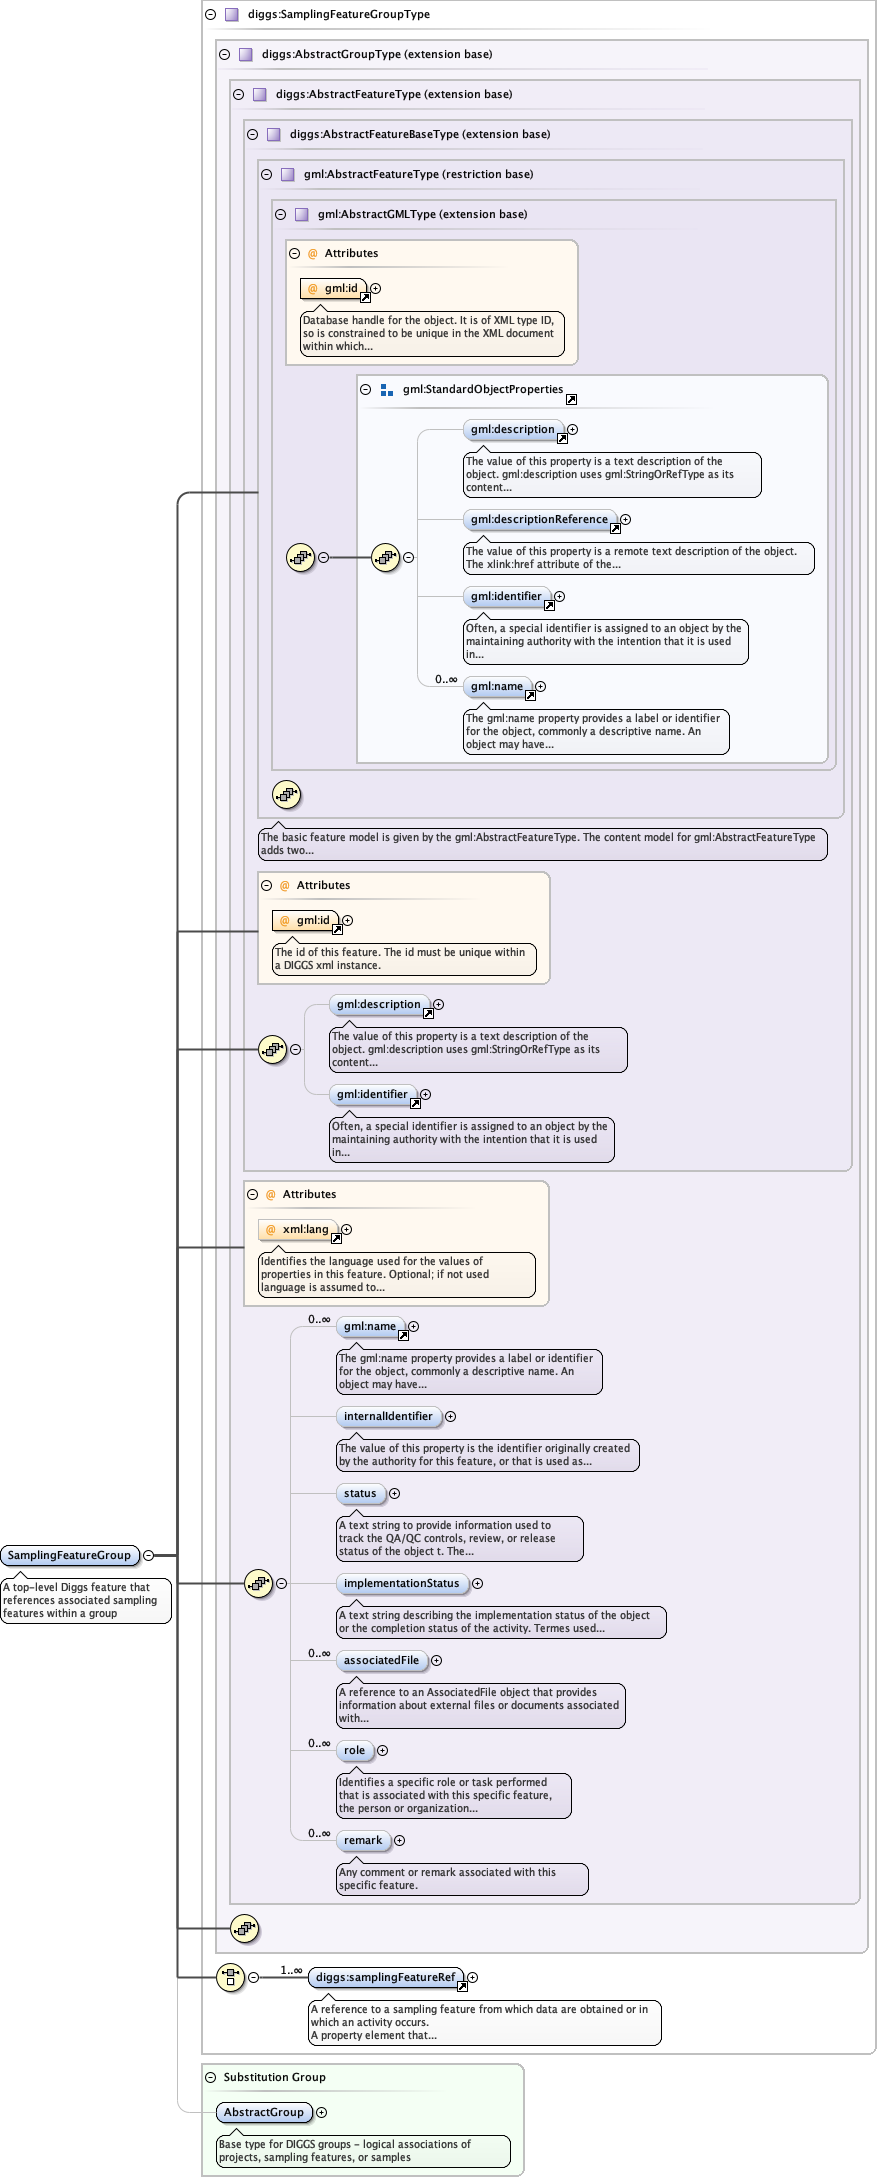 diggs:SamplingFeatureGroupType
diggs:AbstractGroupType (extension base)
diggs:AbstractFeatureType (extension base)
diggs:AbstractFeatureBaseType (extension base)
gml:AbstractFeatureType (restriction base)
gml:AbstractGMLType (extension base)
@ Attributes
@ gml:id
Database handle for the object. It is of XML type ID,
so is constrained to be unique in the XML document
within which...
gml:StandardObjectProperties
gml:description
The value of this property is a text description of the
object. gml:description uses gml:StringOrRefType as its
content...
gml:descriptionReference
The value of this property is a remote text description of the object.
The xlink:href attribute of the...
gml:identifier
Often, a special identifier is assigned to an object by the
maintaining authority with the intention that it is used
in...
0..∞ gml:name
The gml:name property provides a label or identifier
for the object, commonly a descriptive name. An
object may have...
The basic feature model is given by the gml:AbstractFeatureType. The content model for gml:AbstractFeatureType
adds two...
@ Attributes
@ gml:id
The id of this feature. The id must be unique within
a DIGGS xml instance.
gml:description
The value of this property is a text description of the
object. gml:description uses gml:StringOrRefType as its
content...
gml:identifier
Often, a special identifier is assigned to an object by the
maintaining authority with the intention that it is used
in...
@ Attributes
@ xml:lang
Identifies the language used for the values of
properties in this feature. Optional; if not used
language is assumed to...
0..∞ gml:name
The gml:name property provides a label or identifier
for the object, commonly a descriptive name. An
object may have...
internalIdentifier
The value of this property is the identifier originally created
by the authority for this feature, or that is used as...
status
A text string to provide information used to
track the QA/QC controls, review, or release
status of the object t. The...
SamplingFeatureGroup
A top-level Diggs feature that
references associated sampling
features within a group
implementationStatus
A text string describing the implementation status of the object
or the completion status of the activity. Termes used...
0..∞ associatedFile
A reference to an AssociatedFile object that provides
information about external files or documents associated
with...
0..∞ role
Identifies a specific role or task performed
that is associated with this specific feature,
the person or organization...
0..∞ remark
Any comment or remark associated with this
specific feature.
1..∞ diggs:samplingFeatureRef
A reference to a sampling feature from which data are obtained or in
which an activity occurs.
A property element that...
Substitution Group
AbstractGroup
Base type for DIGGS groups - logical associations of
projects, sampling features, or samples